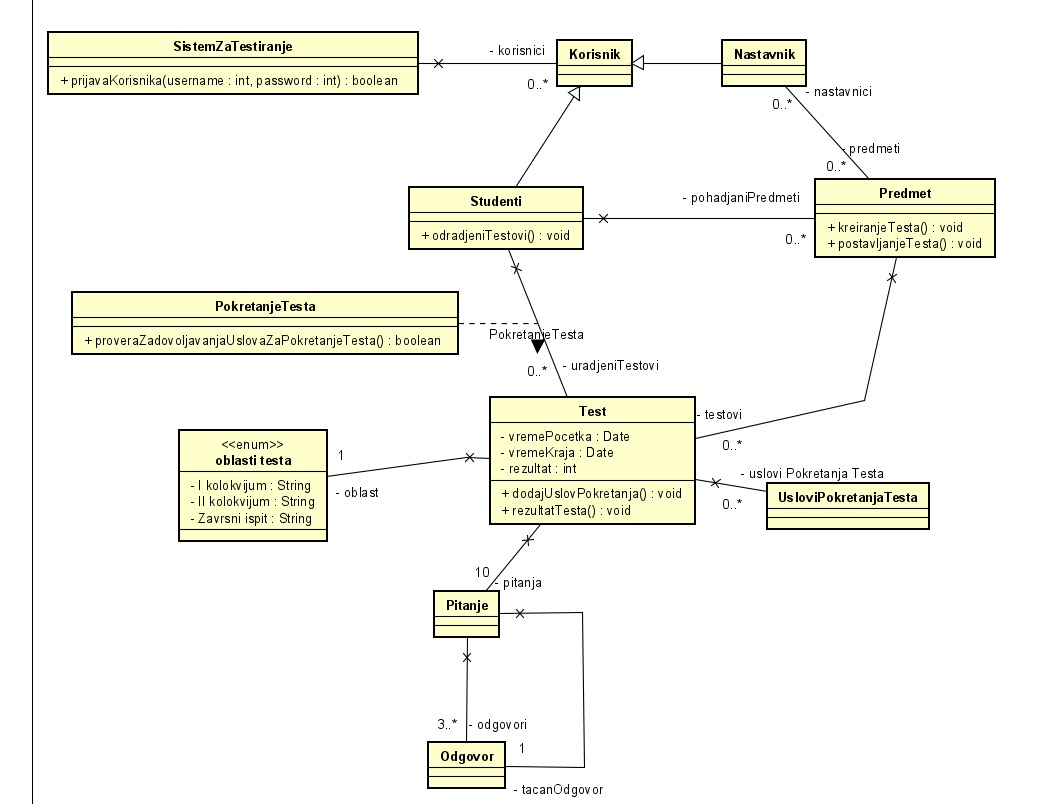 SistemZaTestiranje
+ prijavaKorisnika(username : int, password : int) : boolean
- korisnici
0..*
Korisnik
Nastavnik
- nastavnici
0..*
- predmeti
0..*
Studenti
+ odradjeniTestovi() : void
- pohadjaniPredmeti
0..*
Predmet
+ kreiranjeTesta() : void
+ postavljanjeTesta() : void
PokretanjeTesta
+ proveraZadovoljavanjaUslovaZaPokretanjeTesta() : boolean
PokretanjeTesta
0..*
- uradjeniTestovi
Test
- vremePocetka : Date
- vremeKraja : Date
- rezultat : int
+ dodajUslovPokretanja() : void
+ rezultatTesta() : void
- testovi
0..*
<<enum>>
oblasti testa
- I kolokvijum : String
- II kolokvijum : String
- Zavrsni ispit : String
1
- oblast
- uslovi Pokretanja Testa
0..*
UsloviPokretanjaTesta
10
- pitanja
Pitanje
3..*
- odgovori
Odgovor
1
- tacanOdgovor